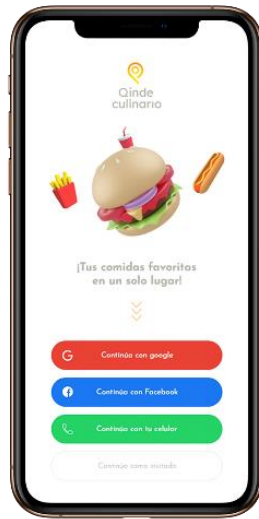 Qinde
culinario
¡Tus comidas favoritas
en un solo lugar!
Continúa con google
Continúa con Facebook
Continúa con tu celular
Continúa como invitado